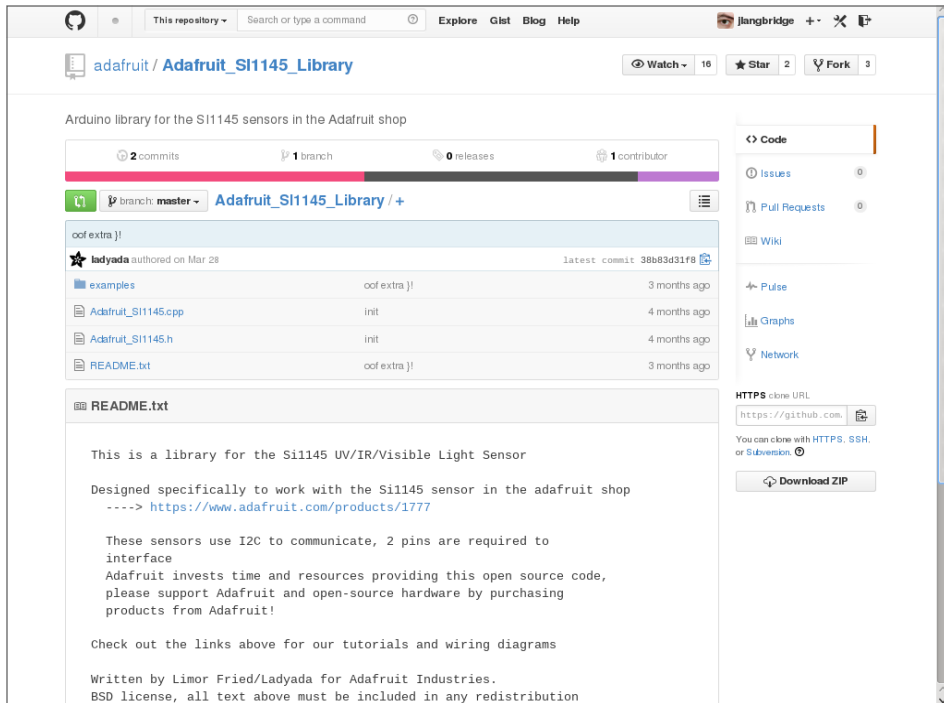 This repository
Search or type a command
Explore Gist Blog Help
jlangbridge
adafruit / Adafruit_SI1145_Library
Watch 16
Star 2
Fork 3
Arduino library for the SI1145 sensors in the Adafruit shop
2 commits
1 branch
0 releases
1 contributor
branch: master
Adafruit_SI1145_Library / +
oof extra }!
ladyada authored on Mar 28
latest commit 38b83d31f8
examples oof extra }! 3 months ago
Adafruit_SI1145.cpp init 4 months ago
Adafruit_SI1145.h init 4 months ago
README.txt oof extra }! 3 months ago
README.txt
This is a library for the Si1145 UV/IR/Visible Light Sensor
Designed specifically to work with the Si1145 sensor in the adafruit shop
----> https://www.adafruit.com/products/1777
These sensors use I2C to communicate, 2 pins are required to
interface
Adafruit invests time and resources providing this open source code,
please support Adafruit and open-source hardware by purchasing
products from Adafruit!
Check out the links above for our tutorials and wiring diagrams
Written by Limor Fried/Ladyada for Adafruit Industries.
BSD license, all text above must be included in any redistribution
<> Code
Issues 0
Pull Requests 0
Wiki
Pulse
Graphs
Network
HTTPS clone URL
https://github.com.
You can clone with HTTPS, SSH,
or Subversion.
Download ZIP